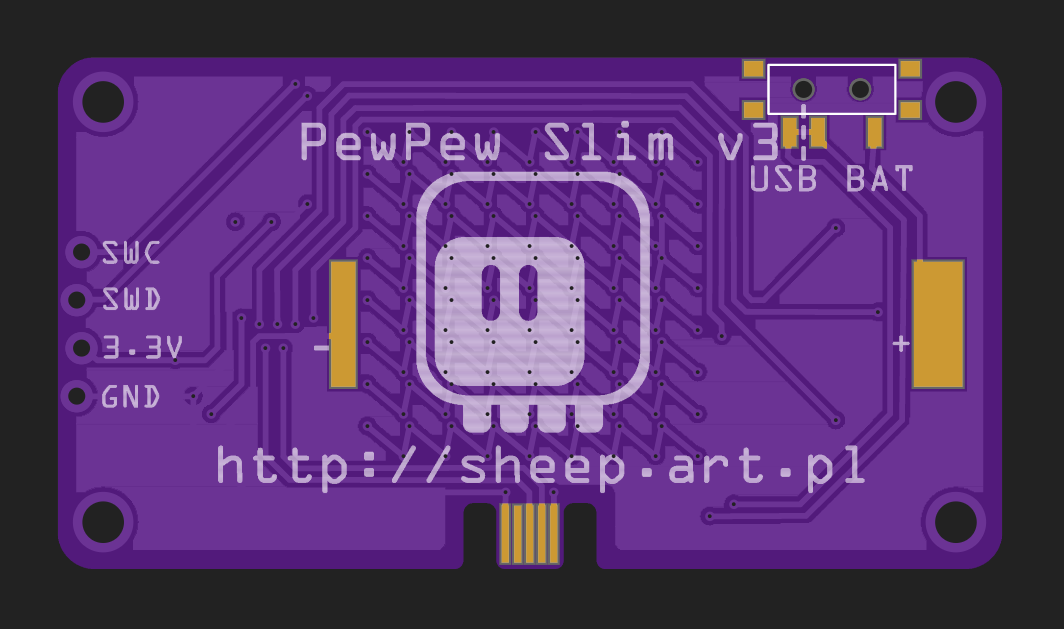 PewPew Slim v3
USB BAT
SWC
SWD
3.3V
GND
-
+
http://sheep.art.pl